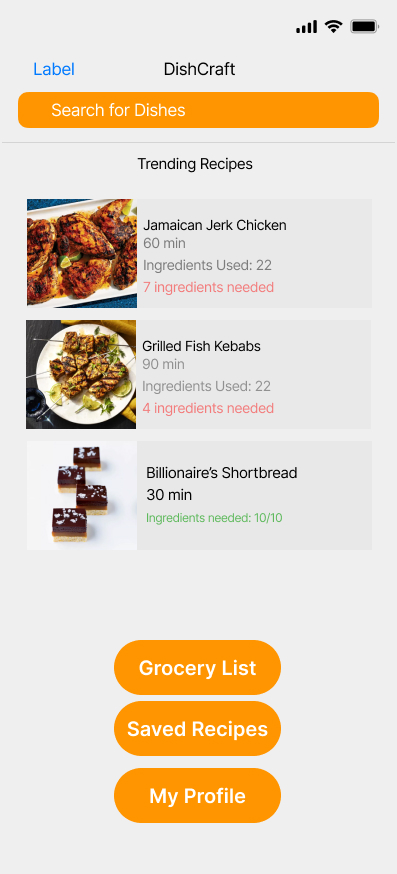 Label
DishCraft
Search for Dishes
Trending Recipes
Jamaican Jerk Chicken
60 min
Ingredients Used: 22
7 ingredients needed
Grilled Fish Kebabs
90 min
Ingredients Used: 22
4 ingredients needed
Billionaire’s Shortbread
30 min
Ingredients needed: 10/10
Grocery List
Saved Recipes
My Profile